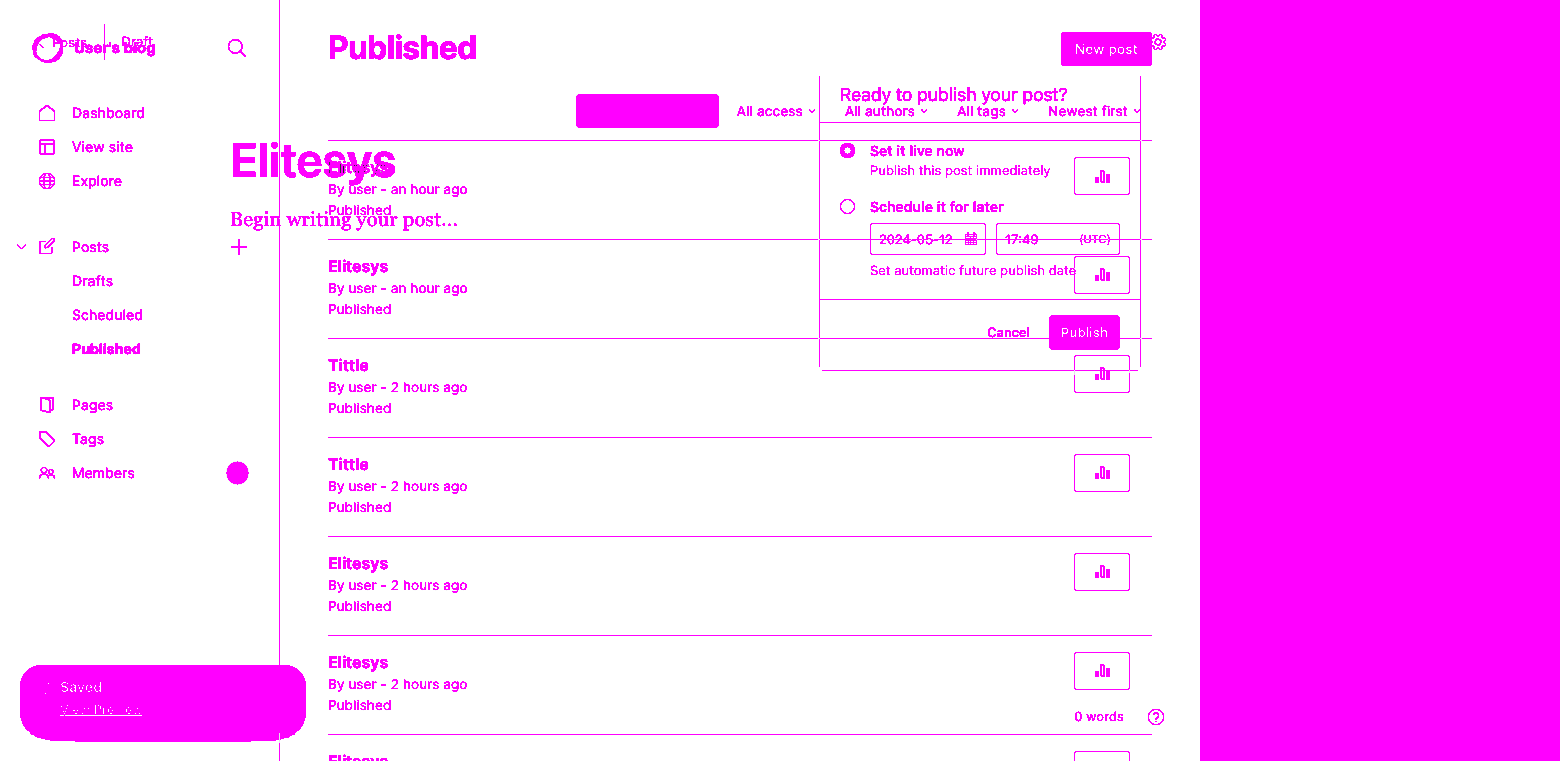 Posts
Draft
User's blog
Published
New post
Dashboard
View site
Explore
Posts
Drafts
Scheduled
Published
Pages
Tags
Members
All access
All authors
All tags
Newest first
Ready to publish your post?
Set it live now
Publish this post immediately
Schedule it for later
2024-05-12
17:49
(UTC)
Set automatic future publish date
Cancel
Publish
Elitesys
Begin writing your post...
Elitesys
By user - an hour ago
Published
Elitesys
By user - an hour ago
Published
Tittle
By user - 2 hours ago
Published
Tittle
By user - 2 hours ago
Published
Elitesys
By user - 2 hours ago
Published
Elitesys
By user - 2 hours ago
Published
Elitesys
Saved
0 words